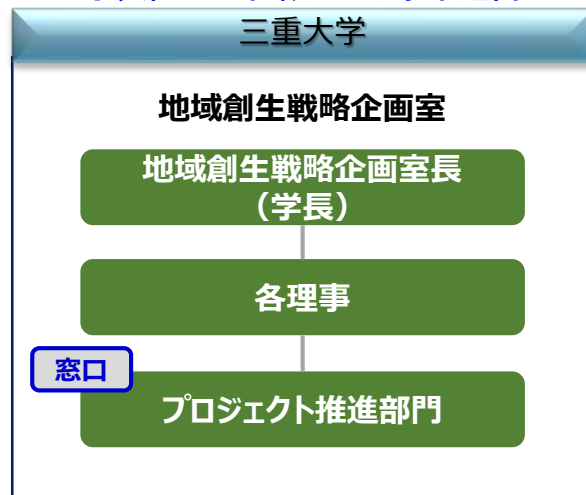 三重大学
地域創生戦略企画室
地域創生戦略企画室長
（学長）
各理事
窓口
プロジェクト推進部門